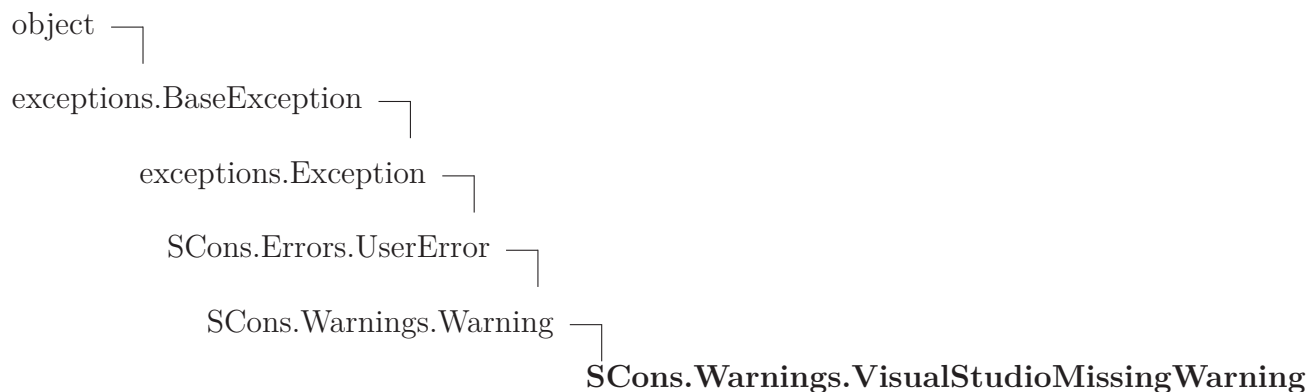 object
exceptions.BaseException
exceptions.Exception
SCons.Errors.UserError
SCons.Warnings.Warning
SCons.Warnings.VisualStudioMissingWarning